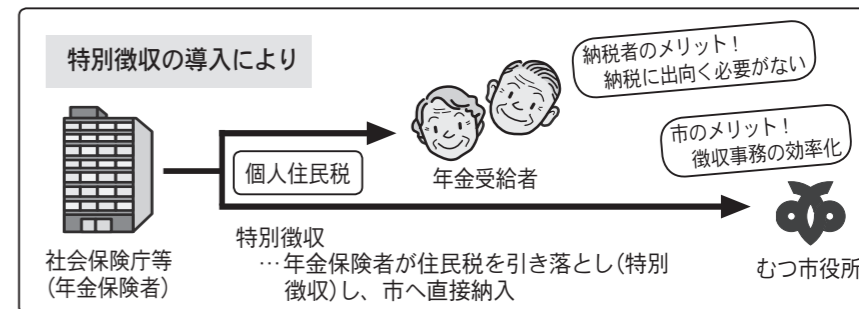 特別徴収の導入により
納税者のメリット！
納税に出向く必要がない
市のメリット！
徴収事務の効率化
個人住民税
年金受給者
社会保険庁等
(年金保険者)
特別徴収
…年金保険者が住民税を引き落とし(特別
徴収)し、市へ直接納入
むつ市役所